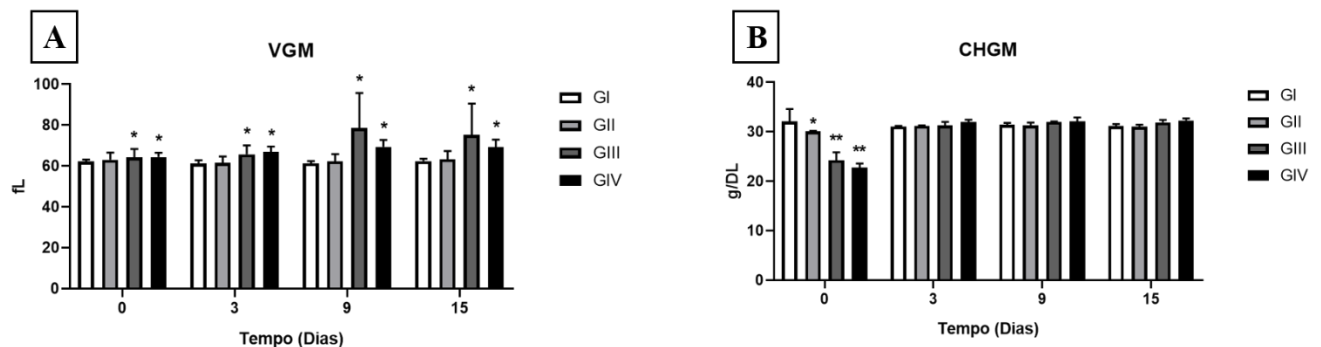 A
VGM
fL
100
80
60
40
20
0
* * * * * * * *
0 3 9 15
Tempo (Dias)
GI
GII
GIII
GIV
B
CHGM
g/DL
40
30
20
10
0
* ** **
0 3 9 15
Tempo (Dias)
GI
GII
GIII
GIV